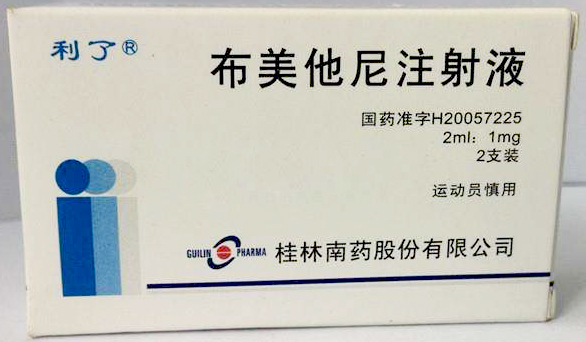 利了®
布美他尼注射液
国药准字H20057225
2ml：1mg
2支装
运动员慎用
GUILIN PHARMA 桂林南药股份有限公司